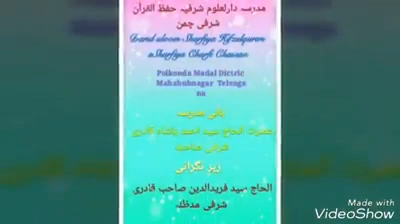 مدرسہ دارلعلوم شرفیہ حفظ القرآن
شرفی چمن
Darul uloom Sharfiya Hifzulquran
Sharfiya Charfi Chaman
Polkonda Madal Dictric
Mahabubnagar Telenga
na
بانی مدرسہ
حضرت الحاج سید احمد پاشاہ قادری
شرفی صاحب
زیر نگرانی
الحاج سید فریدالدین صاحب قادری
شرفی مدظلہ
Made with
VideoShow